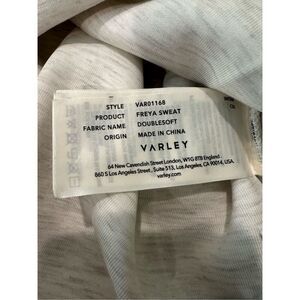 STYLE VAR01168
PRODUCT FREYA SWEAT
FABRIC NAME DOUBLESOFT
ORIGIN MADE IN CHINA
VARLEY
64 New Cavendish Street London, W1G 8TB England.
860 S Los Angeles Street, Suite 513, Los Angeles, CA 90014, USA.
varley.com